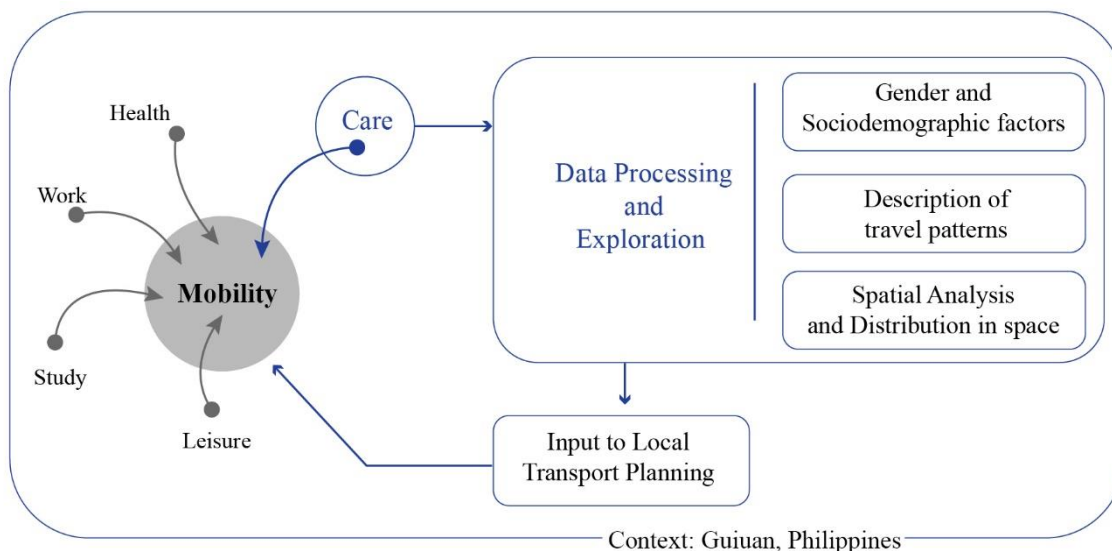 Health
Work
Study
Leisure
Mobility
Care
Data Processing
and
Exploration
Gender and
Sociodemographic factors
Description of
travel patterns
Spatial Analysis
and Distribution in space
Input to Local
Transport Planning
Context: Guiuan, Philippines